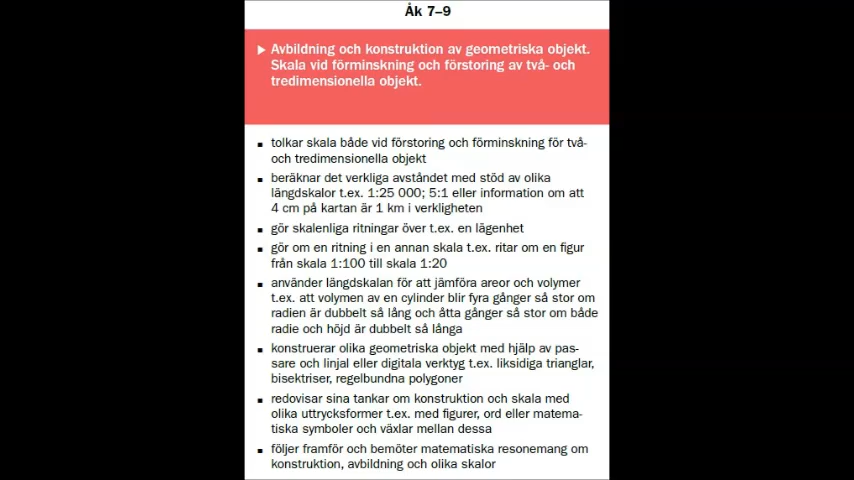 Åk 7–9
▶ Avbildning och konstruktion av geometriska objekt.
Skala vid förminskning och förstoring av två- och
tredimensionella objekt.
▪ tolkar skala både vid förstoring och förminskning för två-
och tredimensionella objekt
▪ beräknar det verkliga avståndet med stöd av olika
längdskalor t.ex. 1:25 000; 5:1 eller information om att
4 cm på kartan är 1 km i verkligheten
▪ gör skalenliga ritningar över t.ex. en lägenhet
▪ gör om en ritning i en annan skala t.ex. ritar om en figur
från skala 1:100 till skala 1:20
▪ använder längdskalan för att jämföra areor och volymer
t.ex. att volymen av en cylinder blir fyra gånger så stor om
radien är dubbelt så lång och åtta gånger så stor om både
radie och höjd är dubbelt så långa
▪ konstruerar olika geometriska objekt med hjälp av pas-
sare och linjal eller digitala verktyg t.ex. liksidiga trianglar,
bisektriser, regelbundna polygoner
▪ redovisar sina tankar om konstruktion och skala med
olika uttrycksformer t.ex. med figurer, ord eller matema-
tiska symboler och växlar mellan dessa
▪ följer framför och bemöter matematiska resonemang om
konstruktion, avbildning och olika skalor